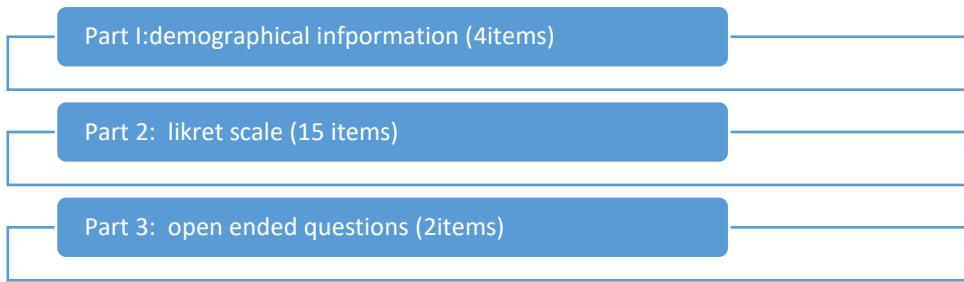 Part I:demographical infpormation (4items)
Part 2:  likret scale (15 items)
Part 3:  open ended questions (2items)